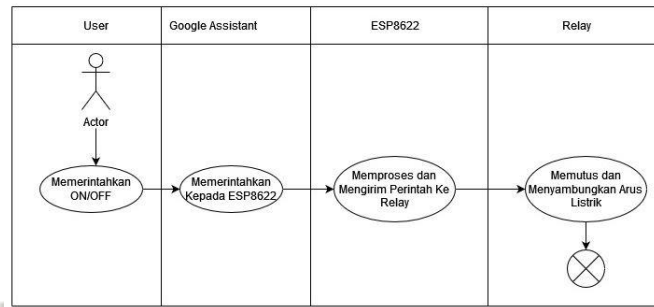 User
Google Assistant
ESP8622
Relay
Actor
Memerintahkan
ON/OFF
Memerintahkan
Kepada ESP8622
Memproses dan
Mengirim Perintah Ke
Relay
Memutus dan
Menyambungkan Arus
Listrik